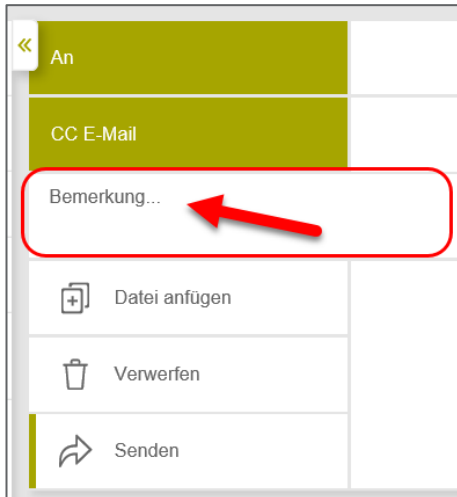 An
CC E-Mail
Bemerkung...
Datei anfügen
Verwerfen
Senden